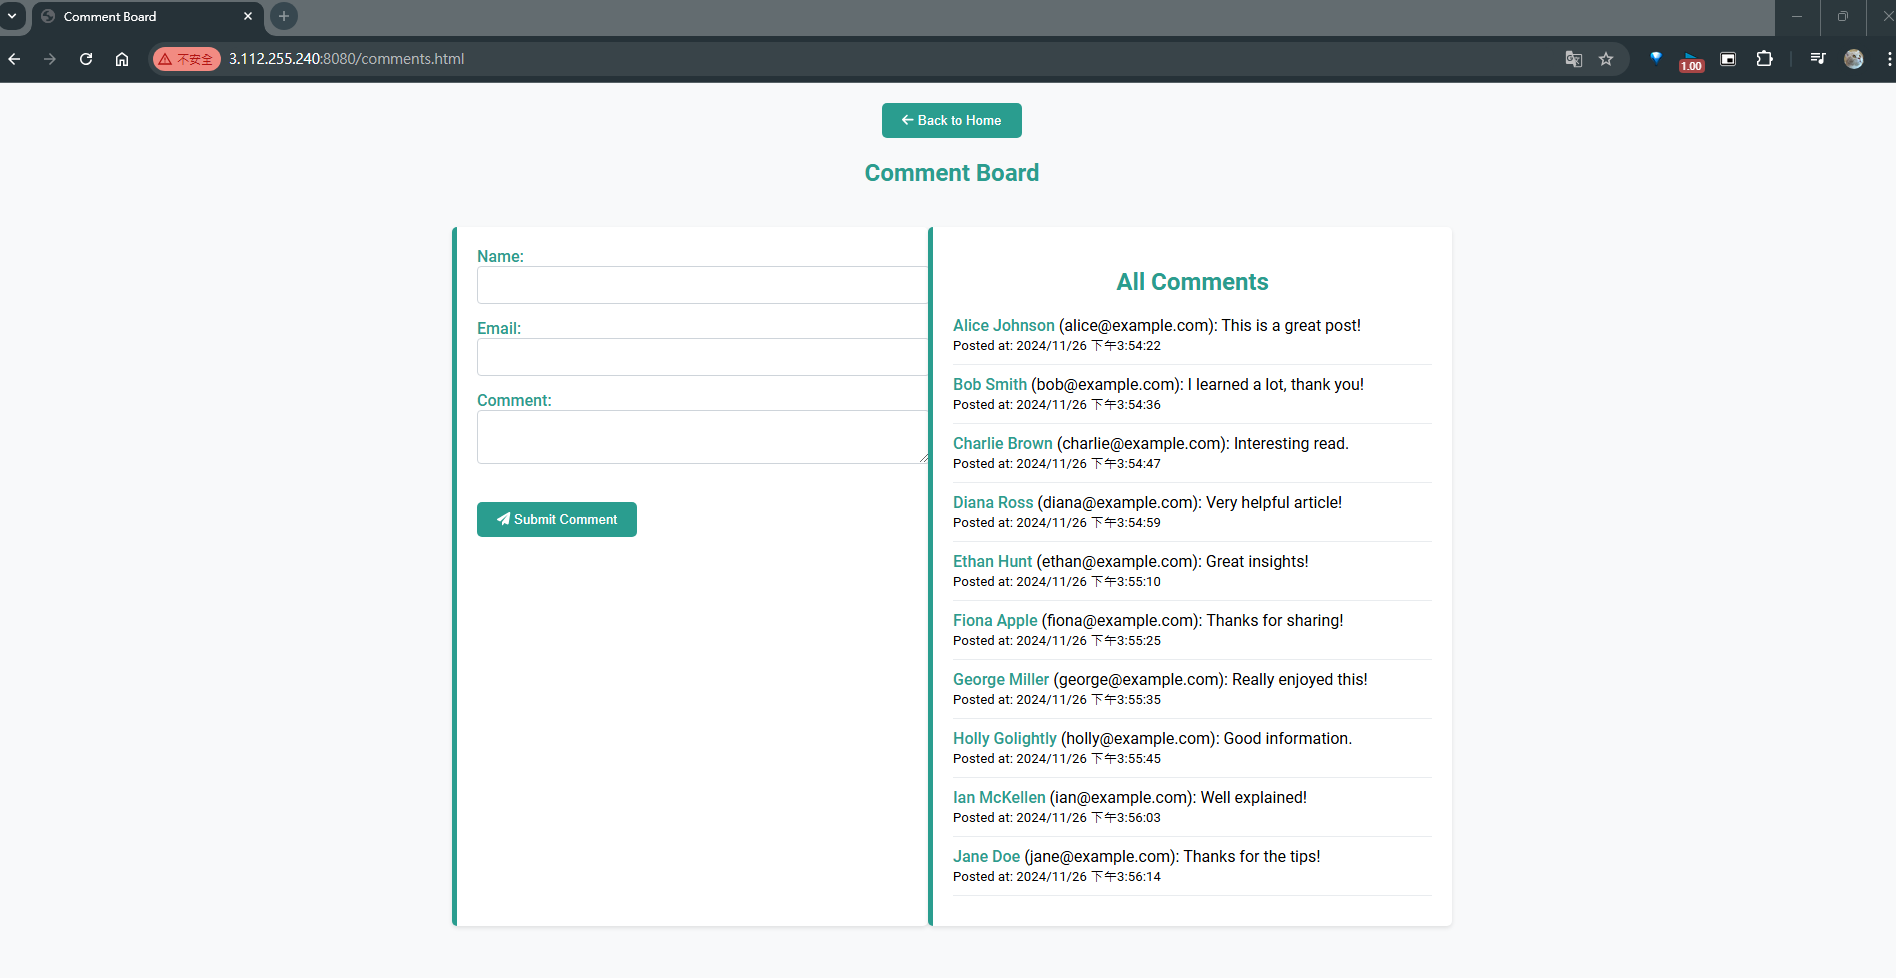 Comment Board
不安全
3.112.255.240:8080/comments.html
1.00
Back to Home
Comment Board
Name:
Email:
Comment:
Submit Comment
All Comments
Alice Johnson (alice@example.com): This is a great post!
Posted at: 2024/11/26 下午3:54:22
Bob Smith (bob@example.com): I learned a lot, thank you!
Posted at: 2024/11/26 下午3:54:36
Charlie Brown (charlie@example.com): Interesting read.
Posted at: 2024/11/26 下午3:54:47
Diana Ross (diana@example.com): Very helpful article!
Posted at: 2024/11/26 下午3:54:59
Ethan Hunt (ethan@example.com): Great insights!
Posted at: 2024/11/26 下午3:55:10
Fiona Apple (fiona@example.com): Thanks for sharing!
Posted at: 2024/11/26 下午3:55:25
George Miller (george@example.com): Really enjoyed this!
Posted at: 2024/11/26 下午3:55:35
Holly Golightly (holly@example.com): Good information.
Posted at: 2024/11/26 下午3:55:45
Ian McKellen (ian@example.com): Well explained!
Posted at: 2024/11/26 下午3:56:03
Jane Doe (jane@example.com): Thanks for the tips!
Posted at: 2024/11/26 下午3:56:14